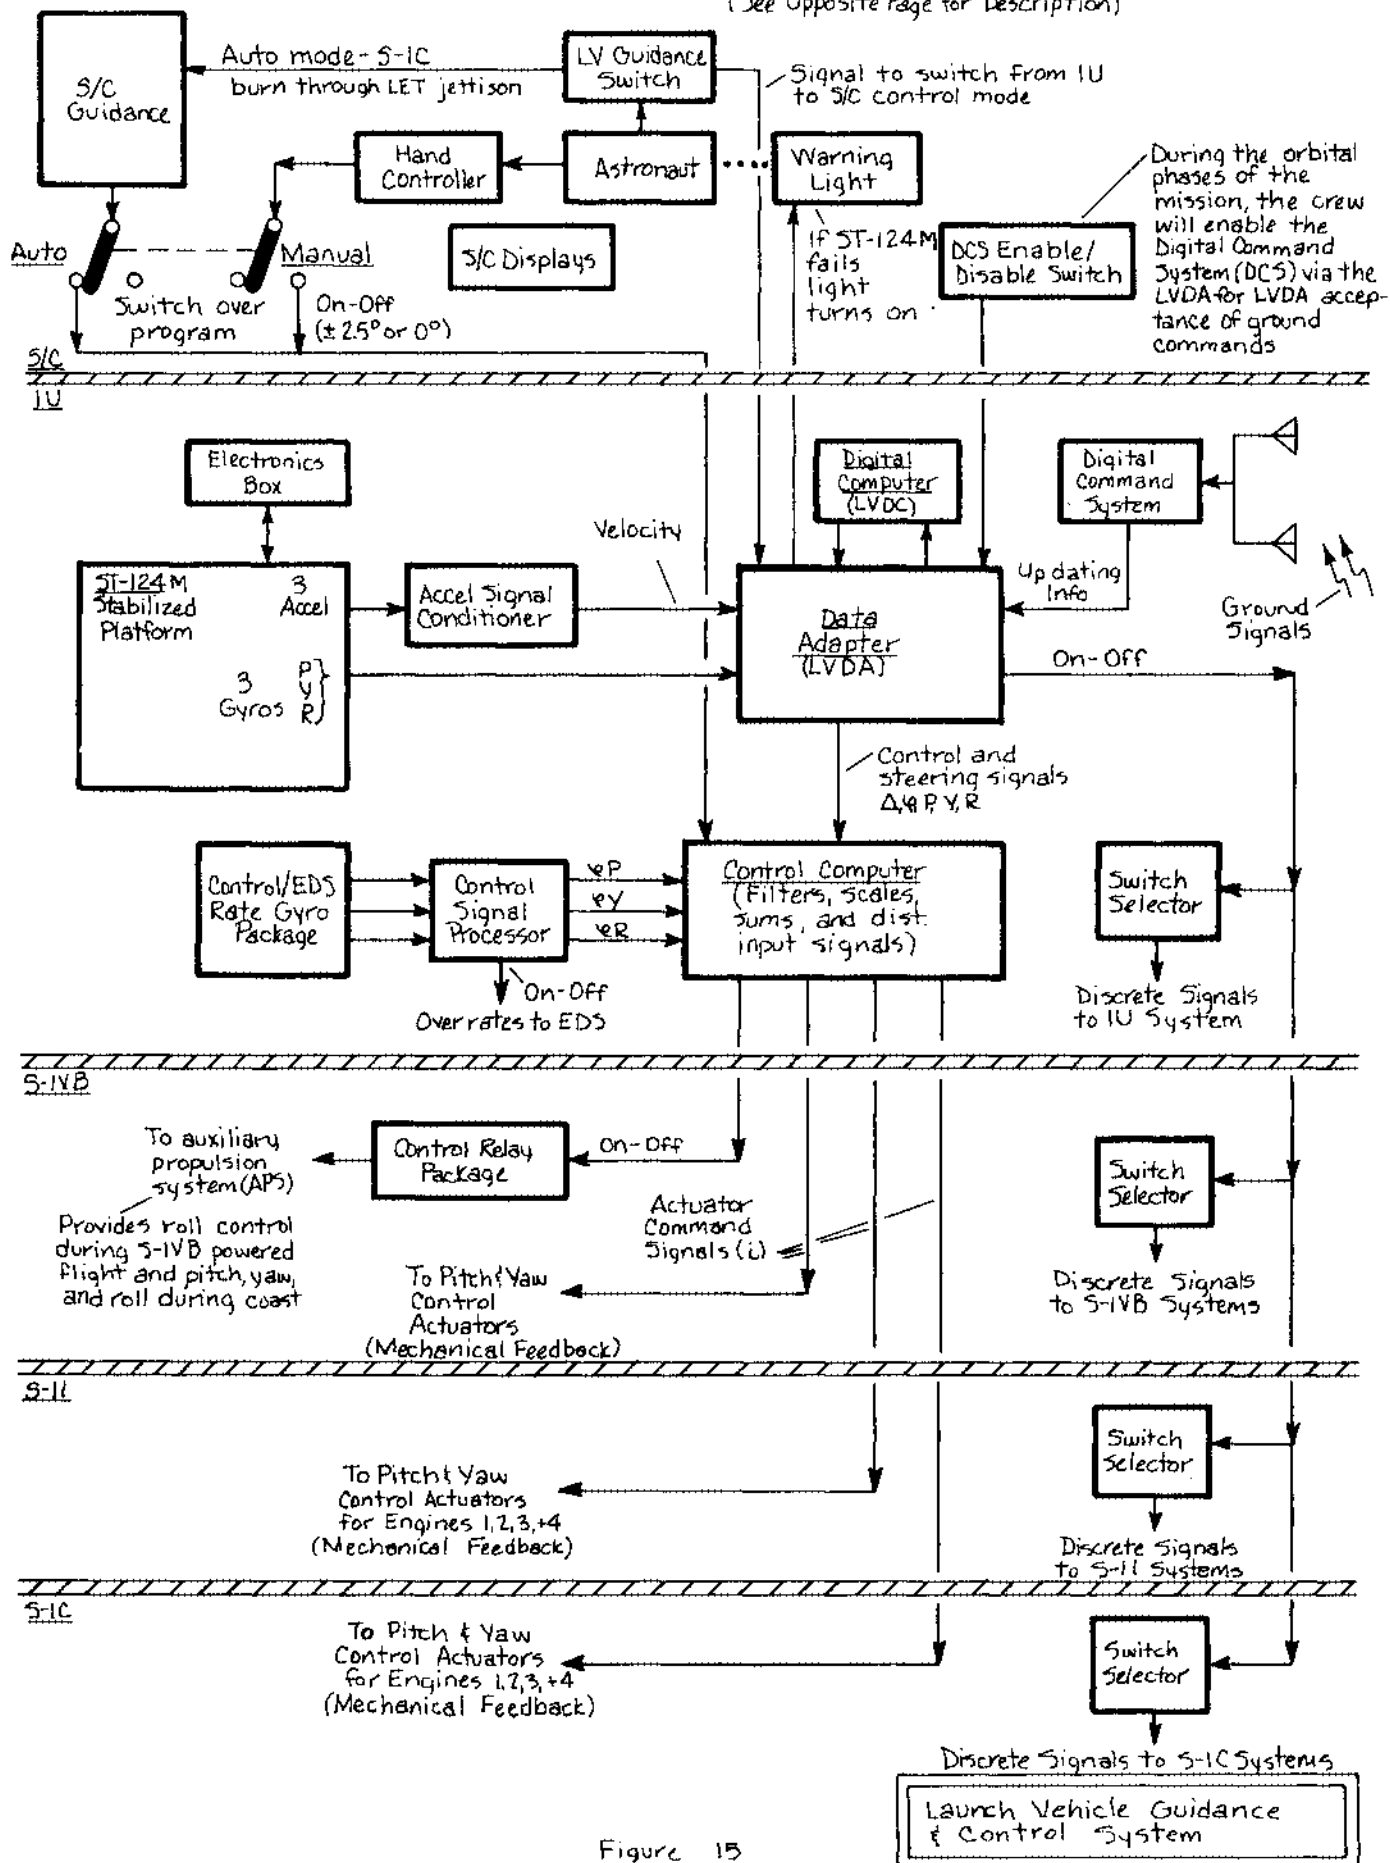 (See Opposite Page for Description)
S/C
Guidance
Auto mode - S-1C
burn through LET jettison
LV Guidance
Switch
Signal to switch from IU
to S/C control mode
Hand
Controller
Astronaut
Warning
Light
During the orbital
phases of the
mission, the crew
will enable the
Digital Command
System (DCS) via the
LVDA for LVDA accep-
tance of ground
commands
Auto
Manual
S/C Displays
If ST-124M
fails
light
turns on
DCS Enable/
Disable Switch
Switch over
program
On-Off
(± 2.5° or 0°)
S/C
IU
Electronics
Box
Digital
Computer
(LVDC)
Digital
Command
System
Velocity
ST-124M
Stabilized
Platform
3
Accel
3
Gyros
P
Y
R
Accel Signal
Conditioner
Data
Adapter
(LVDA)
Up dating
Info
Ground
Signals
On-Off
Control and
steering signals
Δ, φ P, Y, R
Control/EDS
Rate Gyro
Package
Control
Signal
Processor
φP
φY
φR
Control Computer
(Filters, scales,
sums, and dist.
input signals)
Switch
Selector
On-Off
Over rates to EDS
Discrete Signals
to IU System
S-IVB
To auxiliary
propulsion
system (APS)
Control Relay
Package
On-Off
Switch
Selector
Provides roll control
during S-IVB powered
flight and pitch, yaw,
and roll during coast
Actuator
Command
Signals (i)
To Pitch & Yaw
Control
Actuators
(Mechanical Feedback)
Discrete Signals
to S-IVB Systems
S-II
To Pitch & Yaw
Control Actuators
for Engines 1,2,3,+4
(Mechanical Feedback)
Switch
Selector
Discrete Signals
to S-II Systems
S-1C
To Pitch & Yaw
Control Actuators
for Engines 1,2,3,+4
(Mechanical Feedback)
Switch
Selector
Discrete Signals to S-1C Systems
Launch Vehicle Guidance
& Control System
Figure 15